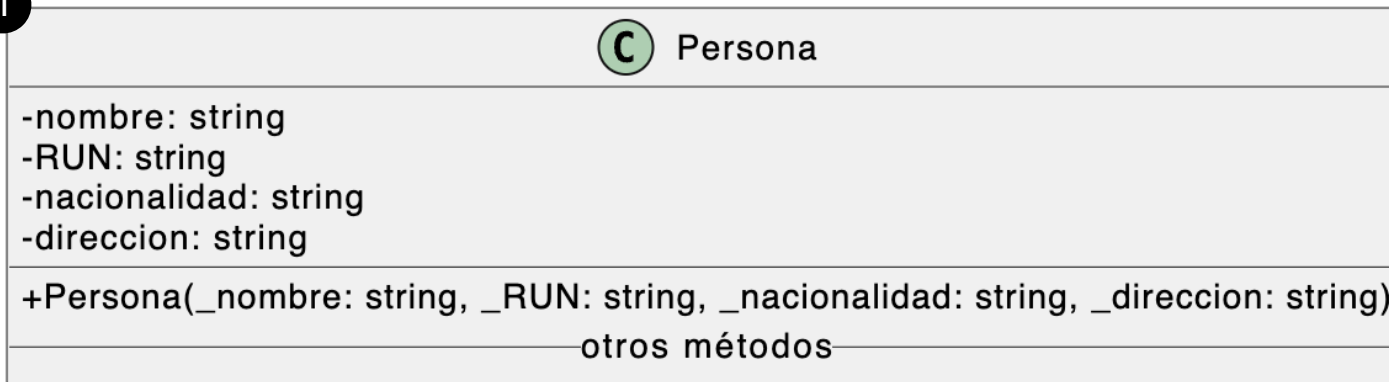 C Persona
-nombre: string
-RUN: string
-nacionalidad: string
-direccion: string
+Persona(_nombre: string, _RUN: string, _nacionalidad: string, _direccion: string)
otros métodos